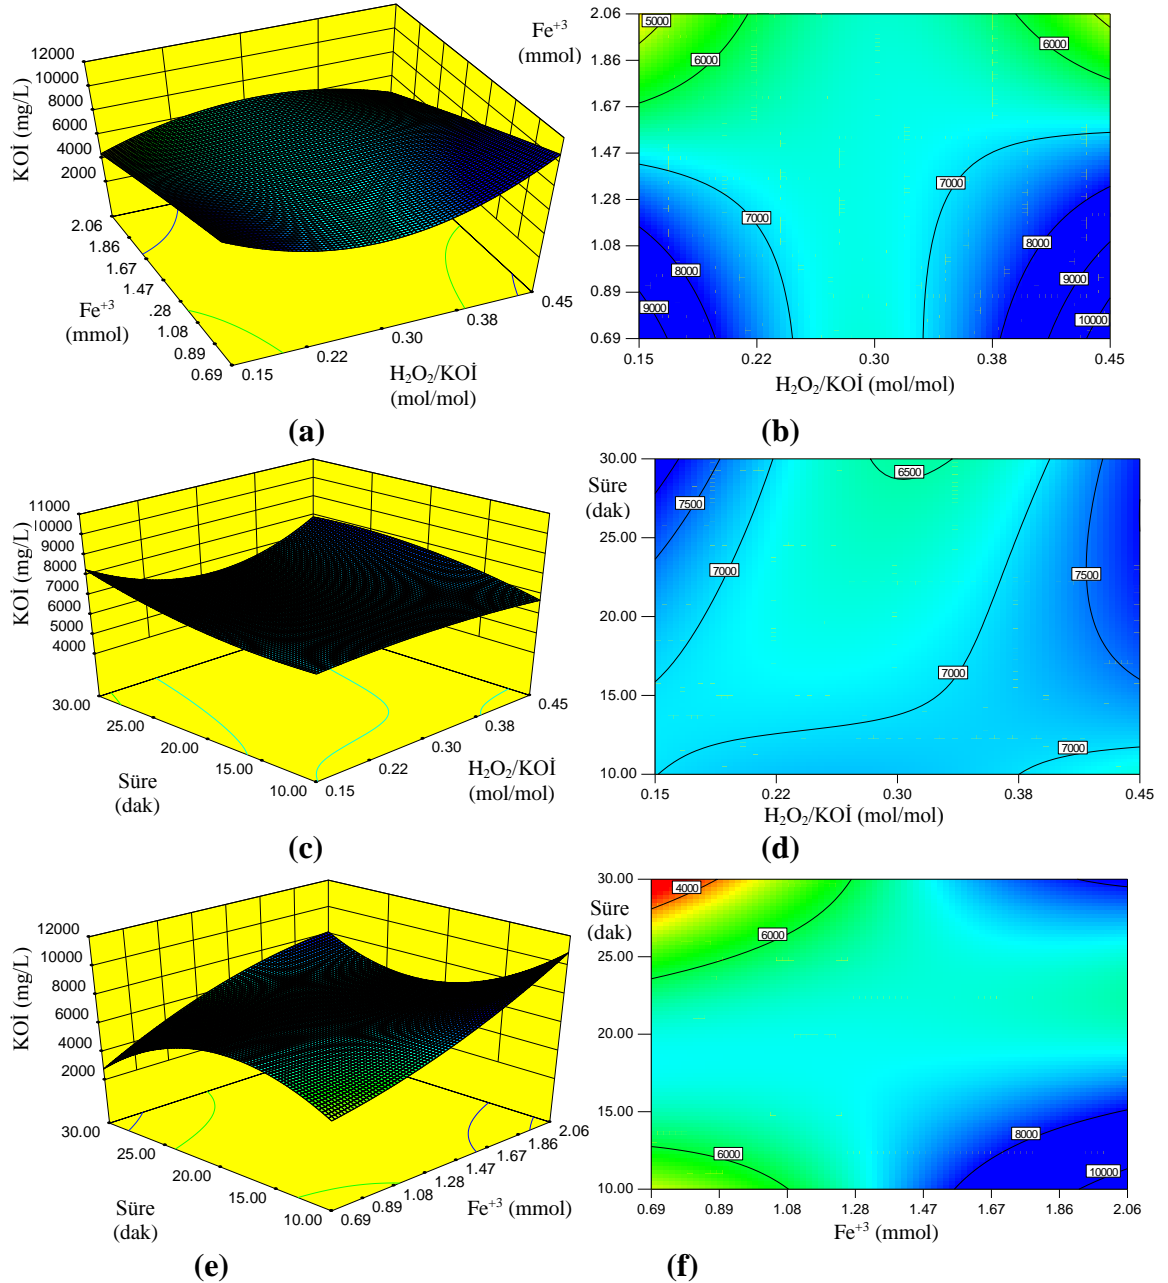 12000
10000
8000
6000
4000
2000
KOİ (mg/L)
2.06
1.86
1.67
1.47
.28
1.08
0.89
0.69
Fe+3
(mmol)
0.15
0.22
0.30
0.38
0.45
H2O2/KOİ
(mol/mol)
(a)
Fe+3
(mmol)
2.06
1.86
1.67
1.47
1.28
1.08
0.89
0.69
5000
6000
6000
7000
7000
8000
8000
9000
9000
10000
0.15 0.22 0.30 0.38 0.45
H2O2/KOİ (mol/mol)
(b)
11000
10000
9000
8000
7000
6000
5000
4000
KOİ (mg/L)
30.00
25.00
20.00
15.00
10.00
Süre
(dak)
0.15
0.22
0.30
0.38
0.45
H2O2/KOİ
(mol/mol)
(c)
Süre
(dak)
30.00
25.00
20.00
15.00
10.00
6500
7500
7000
7500
7000
7000
0.15 0.22 0.30 0.38 0.45
H2O2/KOİ (mol/mol)
(d)
12000
10000
8000
6000
4000
2000
KOİ (mg/L)
30.00
25.00
20.00
15.00
10.00
Süre
(dak)
0.69
0.89
1.08
1.28
1.47
1.67
1.86
2.06
Fe+3 (mmol)
(e)
Süre
(dak)
30.00
25.00
20.00
15.00
10.00
4000
6000
8000
6000
10000
0.69 0.89 1.08 1.28 1.47 1.67 1.86 2.06
Fe+3 (mmol)
(f)